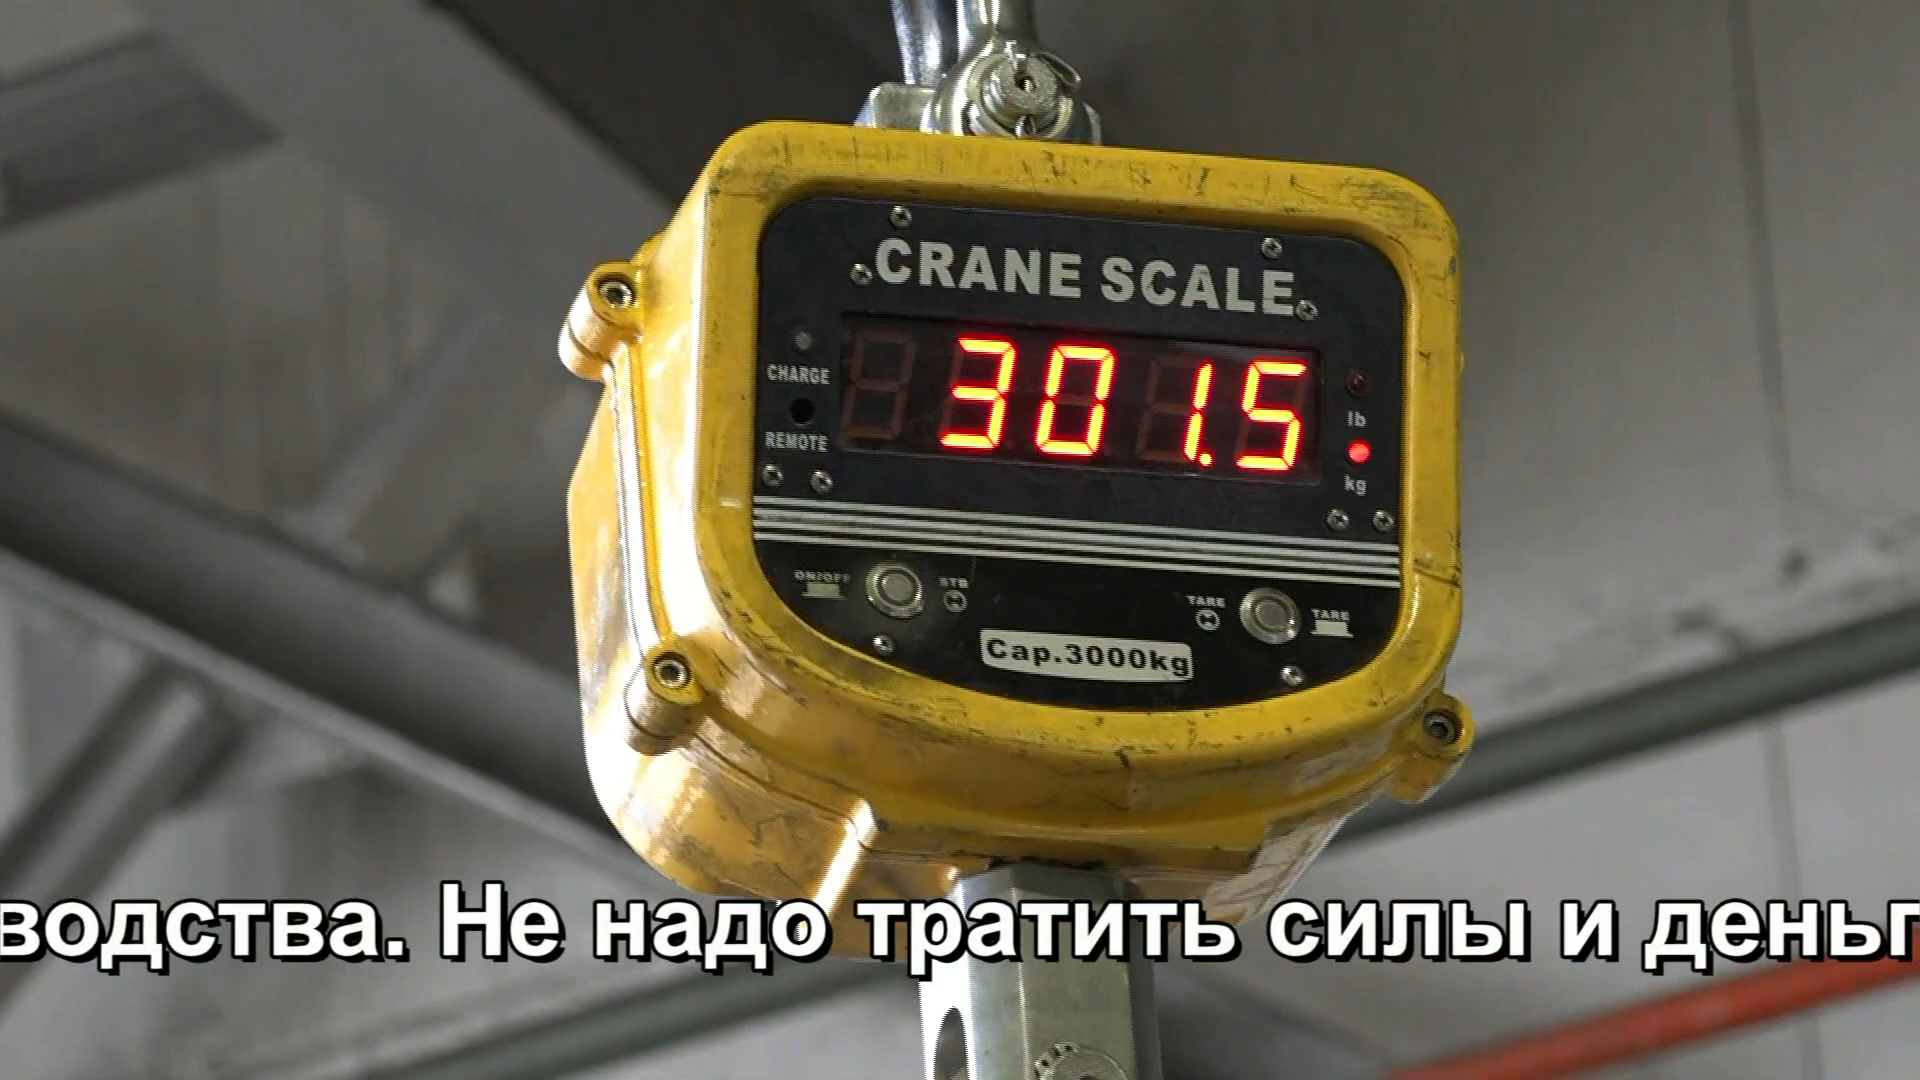 CRANE SCALE
301.5
CHARGE
REMOTE
lb
kg
ON/OFF
STB
TARE
TARE
Cap.3000kg
водства. Не надо тратить силы и деньг